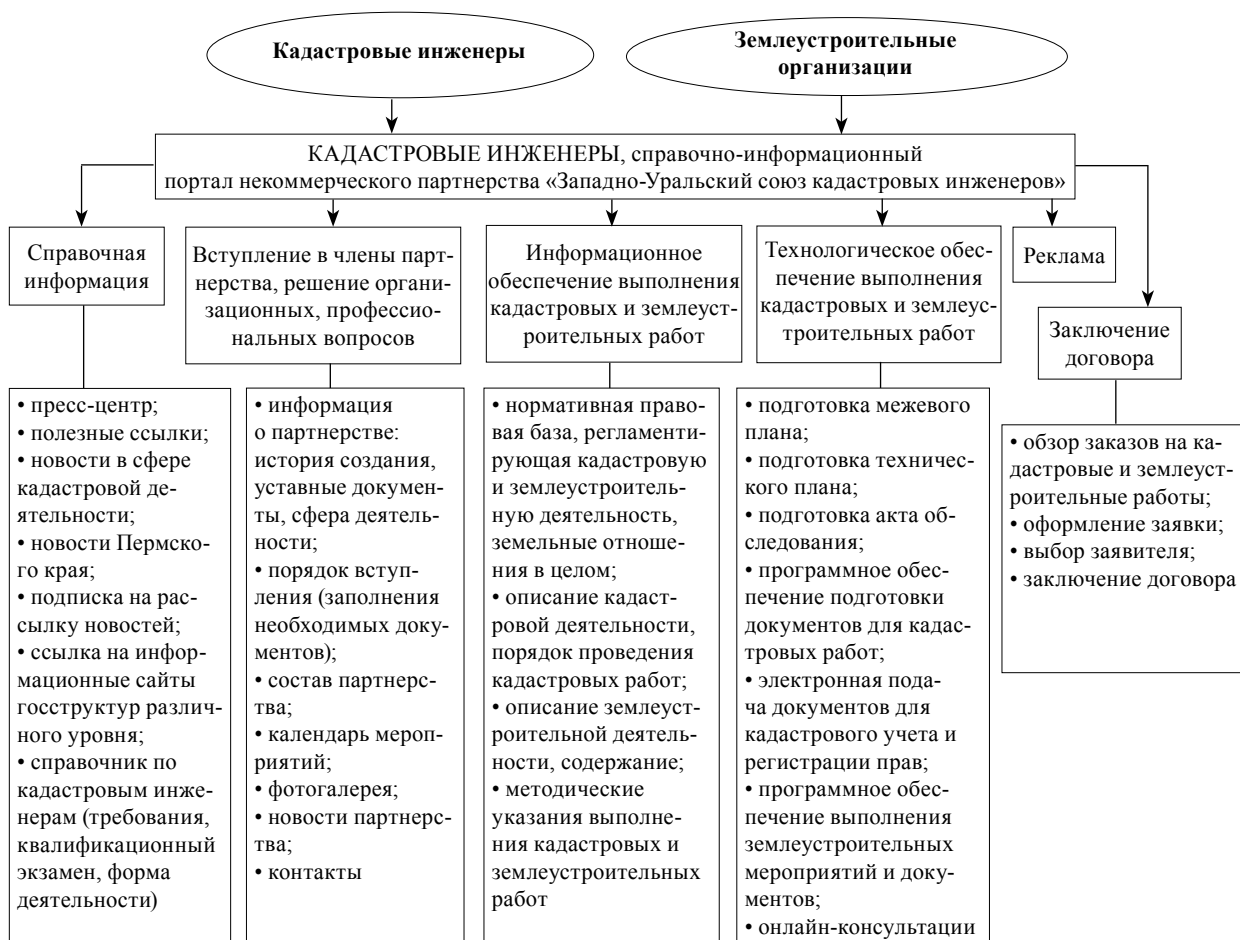 Кадастровые инженеры
Землеустроительные
организации
КАДАСТРОВЫЕ ИНЖЕНЕРЫ, справочно-информационный
портал некоммерческого партнерства «Западно-Уральский союз кадастровых инженеров»
Справочная
информация
Вступление в члены парт-
нерства, решение органи-
зационных, профессио-
нальных вопросов
Информационное
обеспечение выполнения
кадастровых и землеуст-
роительных работ
Технологическое обес-
печение выполнения
кадастровых и землеус-
троительных работ
Реклама
Заключение
договора
• пресс-центр;
• полезные ссылки;
• новости в сфере
кадастровой де-
ятельности;
• новости Пермско-
го края;
• подписка на рас-
сылку новостей;
• ссылка на инфор-
мационные сайты
госструктур различ-
ного уровня;
• справочник по
кадастровым инже-
нерам (требования,
квалификационный
экзамен, форма
деятельности)
• информация
о партнерстве:
история создания,
уставные докумен-
ты, сфера деятель-
ности;
• порядок вступ-
ления (заполнения
необходимых доку-
ментов);
• состав партнерс-
тва;
• календарь мероп-
риятий;
• фотогалерея;
• новости партнерс-
тва;
• контакты
• нормативная право-
вая база, регламенти-
рующая кадастровую
и землеустроитель-
ную деятельность,
земельные отноше-
ния в целом;
• описание кадаст-
ровой деятельности,
порядок проведения
кадастровых работ;
• описание землеуст-
роительной деятель-
ности, содержание;
• методические
указания выполне-
ния кадастровых и
землеустроительных
работ
• подготовка межевого
плана;
• подготовка техничес-
кого плана;
• подготовка акта об-
следования;
• программное обес-
печение подготовки
документов для кадас-
тровых работ;
• электронная пода-
ча документов для
кадастрового учета и
регистрации прав;
• программное обес-
печение выполнения
землеустроительных
мероприятий и доку-
ментов;
• онлайн-консультации
• обзор заказов на ка-
дастровые и землеуст-
роительные работы;
• оформление заявки;
• выбор заявителя;
• заключение договора